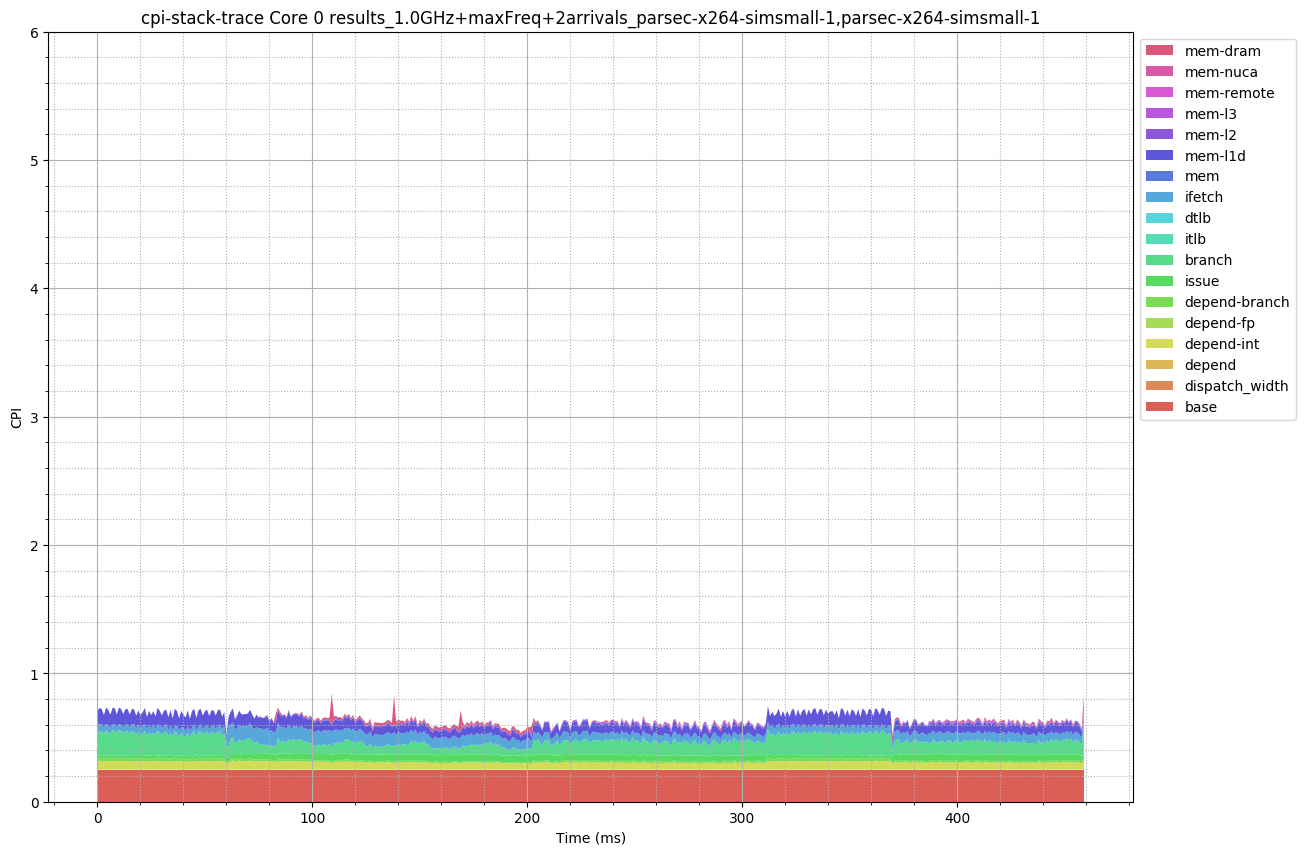 cpi-stack-trace Core 0 results_1.0GHz+maxFreq+2arrivals_parsec-x264-simsmall-1,parsec-x264-simsmall-1
6
5
4
3
2
1
0
CPI
0 100 200 300 400
Time (ms)
mem-dram
mem-nuca
mem-remote
mem-l3
mem-l2
mem-l1d
mem
ifetch
dtlb
itlb
branch
issue
depend-branch
depend-fp
depend-int
depend
dispatch_width
base